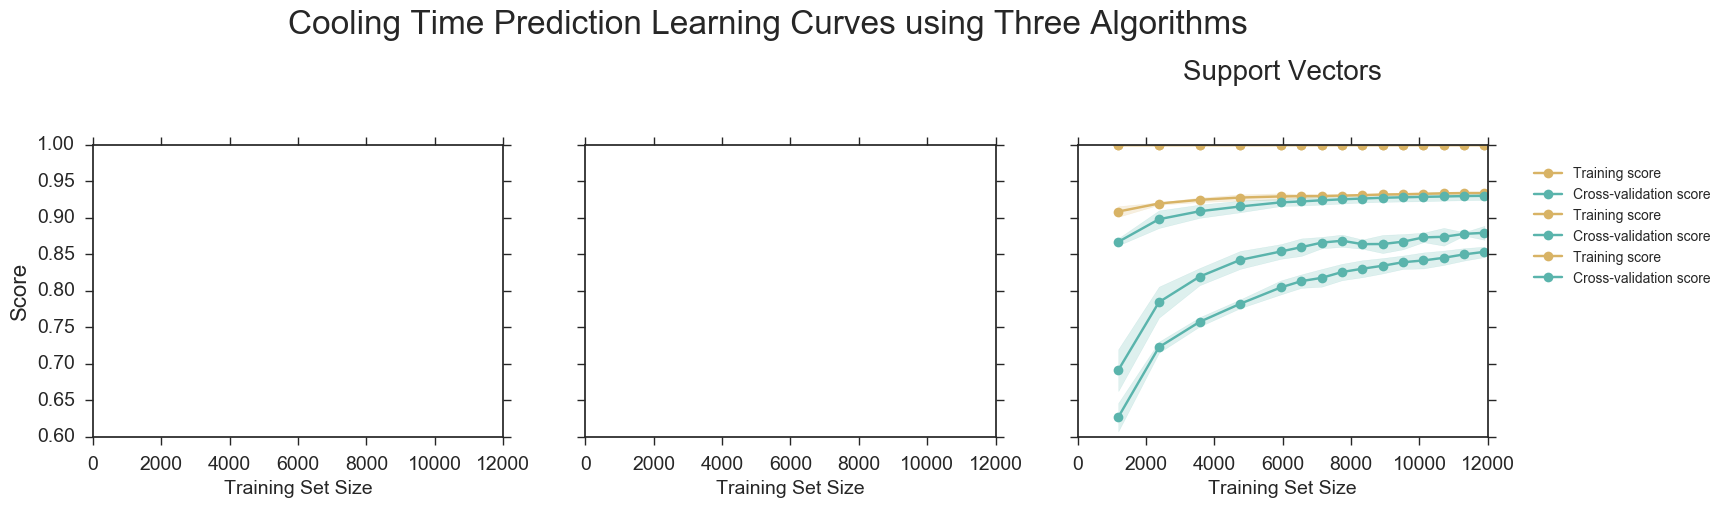 Cooling Time Prediction Learning Curves using Three Algorithms
Support Vectors
Score
1.00
0.95
0.90
0.85
0.80
0.75
0.70
0.65
0.60
0 2000 4000 6000 8000 10000 12000
Training Set Size
0 2000 4000 6000 8000 10000 12000
Training Set Size
0 2000 4000 6000 8000 10000 12000
Training Set Size
Training score
Cross-validation score
Training score
Cross-validation score
Training score
Cross-validation score